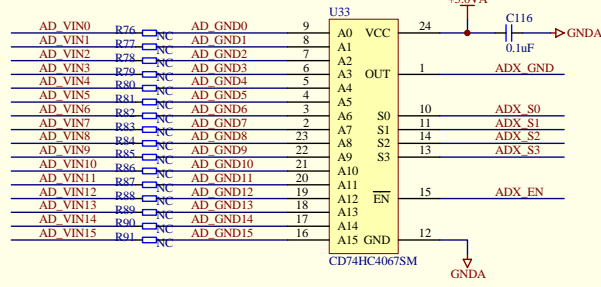 +5.0VA
U33
C116
0.1uF
GNDA
AD_VIN0 R76 NC AD_GND0 9 A0 VCC 24
AD_VIN1 R77 NC AD_GND1 8 A1
AD_VIN2 R78 NC AD_GND2 7 A2
AD_VIN3 R79 NC AD_GND3 6 A3 OUT 1 ADX_GND
AD_VIN4 R80 NC AD_GND4 5 A4
AD_VIN5 R81 NC AD_GND5 4 A5
AD_VIN6 R82 NC AD_GND6 3 A6 S0 10 ADX_S0
AD_VIN7 R83 NC AD_GND7 2 A7 S1 11 ADX_S1
AD_VIN8 R84 NC AD_GND8 23 A8 S2 14 ADX_S2
AD_VIN9 R85 NC AD_GND9 22 A9 S3 13 ADX_S3
AD_VIN10 R86 NC AD_GND10 21 A10
AD_VIN11 R87 NC AD_GND11 20 A11
AD_VIN12 R88 NC AD_GND12 19 A12 EN 15 ADX_EN
AD_VIN13 R89 NC AD_GND13 18 A13
AD_VIN14 R90 NC AD_GND14 17 A14
AD_VIN15 R91 NC AD_GND15 16 A15 GND 12
CD74HC4067SM
GNDA